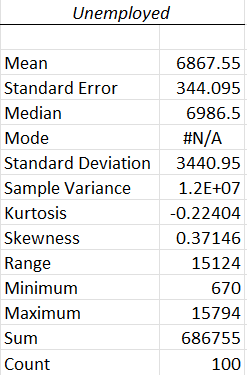 Unemployed
Mean 6867.55
Standard Error 344.095
Median 6986.5
Mode #N/A
Standard Deviation 3440.95
Sample Variance 1.2E+07
Kurtosis -0.22404
Skewness 0.37146
Range 15124
Minimum 670
Maximum 15794
Sum 686755
Count 100